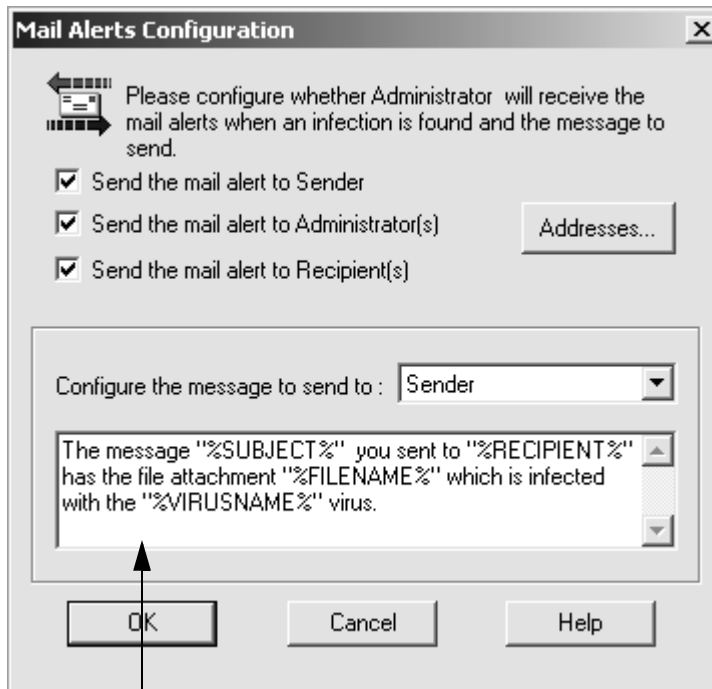 Mail Alerts Configuration
Please configure whether Administrator  will receive the
mail alerts when an infection is found and the message to
send.
Send the mail alert to Sender
Send the mail alert to Administrator(s)
Addresses...
Send the mail alert to Recipient(s)
Configure the message to send to :
Sender
The message "%SUBJECT%"  you sent to "%RECIPIENT%"
has the file attachment "%FILENAME%" which is infected
with the "%VIRUSNAME%" virus.
OK
Cancel
Help